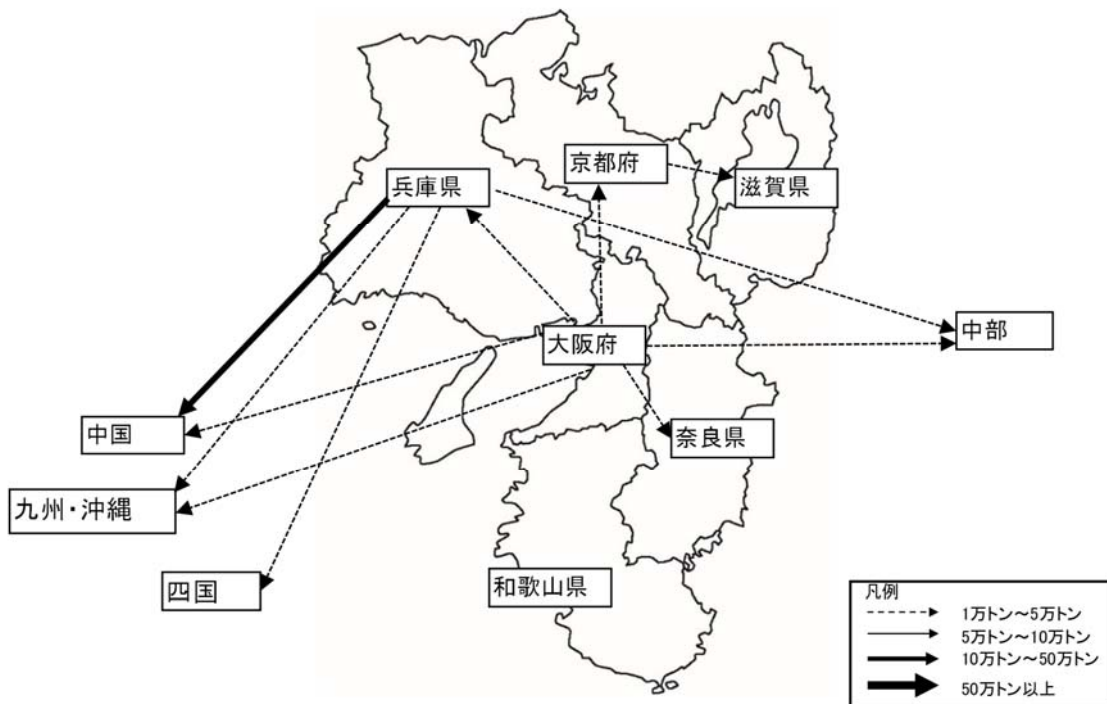 京都府
兵庫県
滋賀県
大阪府
中部
中国
奈良県
九州・沖縄
四国
和歌山県
凡例
1万トン～5万トン
5万トン～10万トン
10万トン～50万トン
50万トン以上